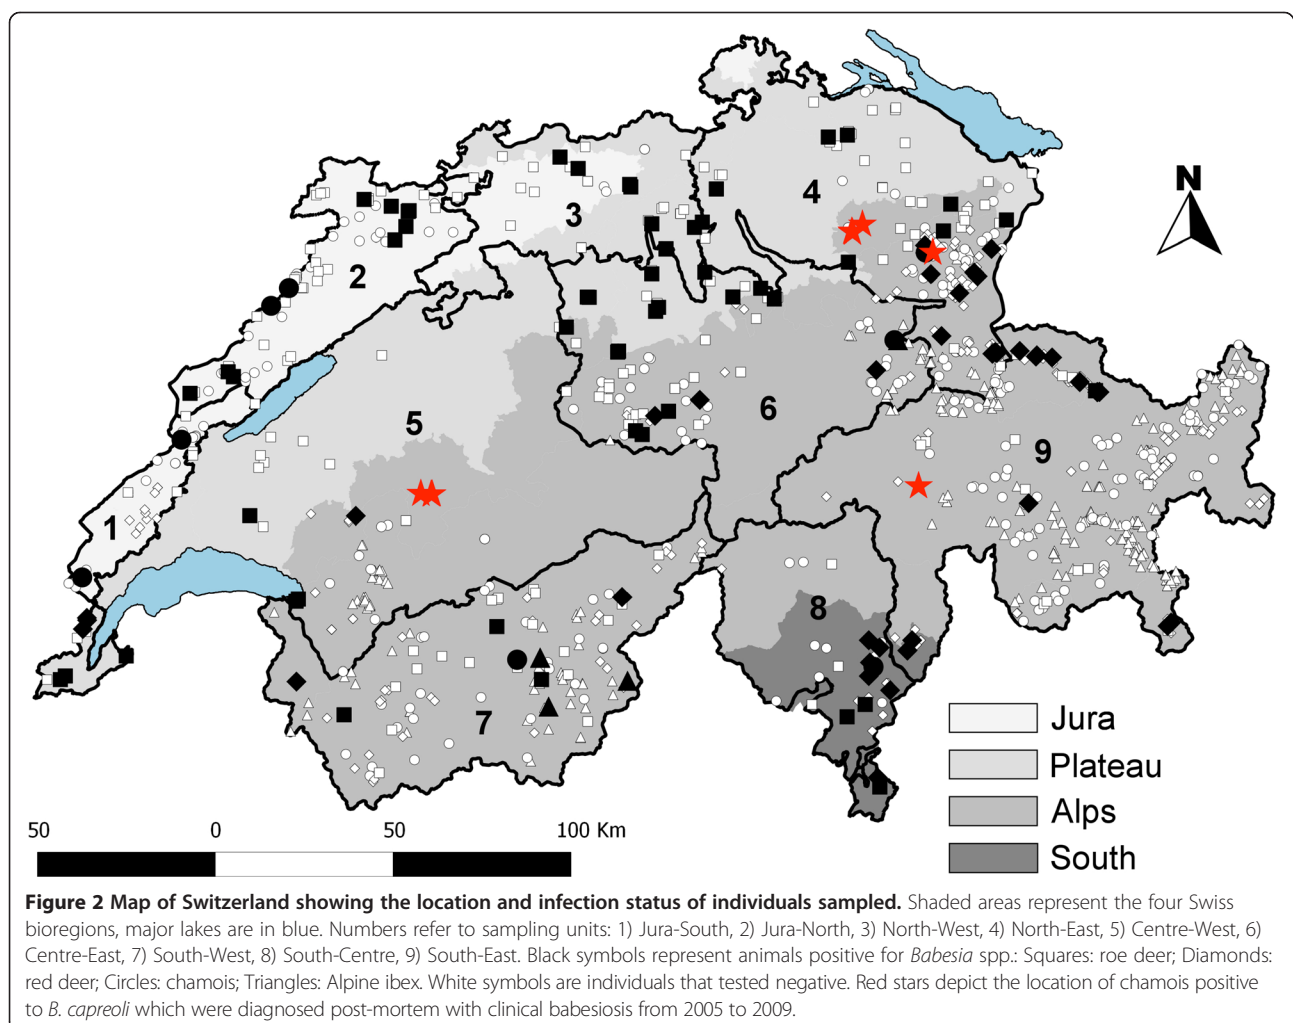 N
4
3
2
5
6
9
1
8
7
Jura
Plateau
Alps
South
50 0 50 100 Km
Figure 2 Map of Switzerland showing the location and infection status of individuals sampled. Shaded areas represent the four Swiss
bioregions, major lakes are in blue. Numbers refer to sampling units: 1) Jura-South, 2) Jura-North, 3) North-West, 4) North-East, 5) Centre-West, 6)
Centre-East, 7) South-West, 8) South-Centre, 9) South-East. Black symbols represent animals positive for Babesia spp.: Squares: roe deer; Diamonds:
red deer; Circles: chamois; Triangles: Alpine ibex. White symbols are individuals that tested negative. Red stars depict the location of chamois positive
to B. capreoli which were diagnosed post-mortem with clinical babesiosis from 2005 to 2009.